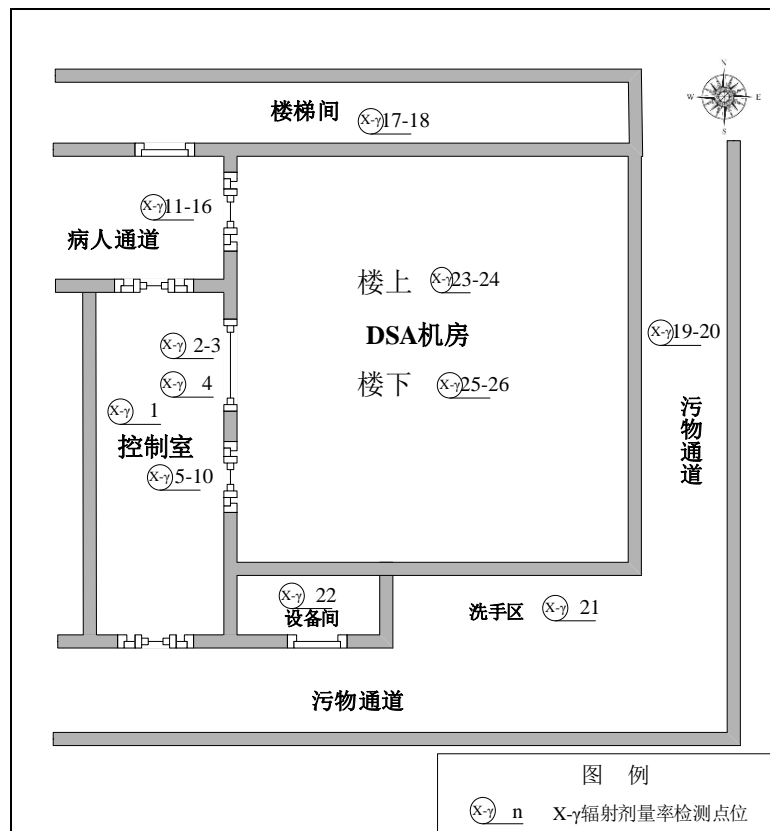 N
W
E
S
楼梯间
X-γ 17-18
X-γ 11-16
病人通道
楼上 X-γ 23-24
DSA机房
X-γ 19-20
X-γ 2-3
X-γ 4
楼下 X-γ 25-26
X-γ 1
控制室
X-γ 5-10
污物通道
X-γ 22
设备间
洗手区 X-γ 21
污物通道
图 例
X-γ n X-γ辐射剂量率检测点位